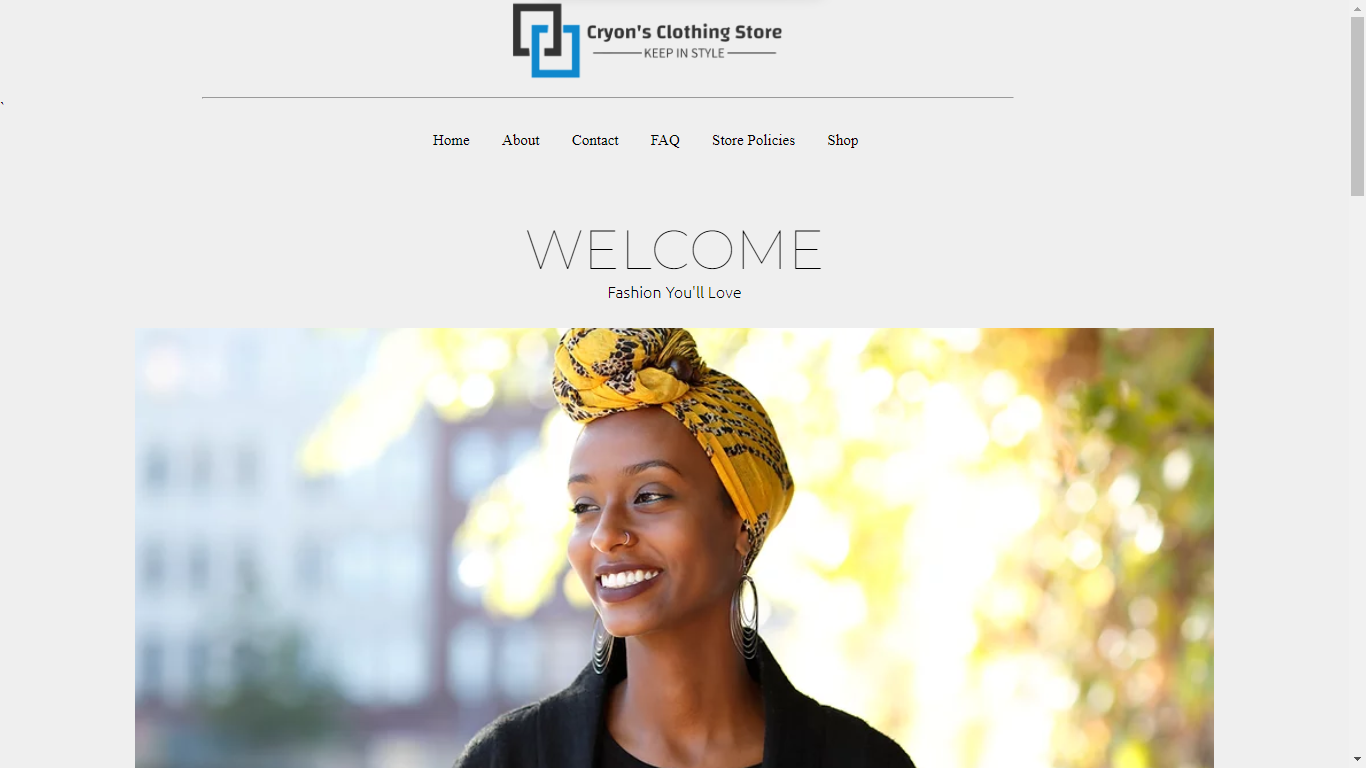 Cryon's Clothing Store
KEEP IN STYLE
`
Home About Contact FAQ Store Policies Shop
WELCOME
Fashion You'll Love